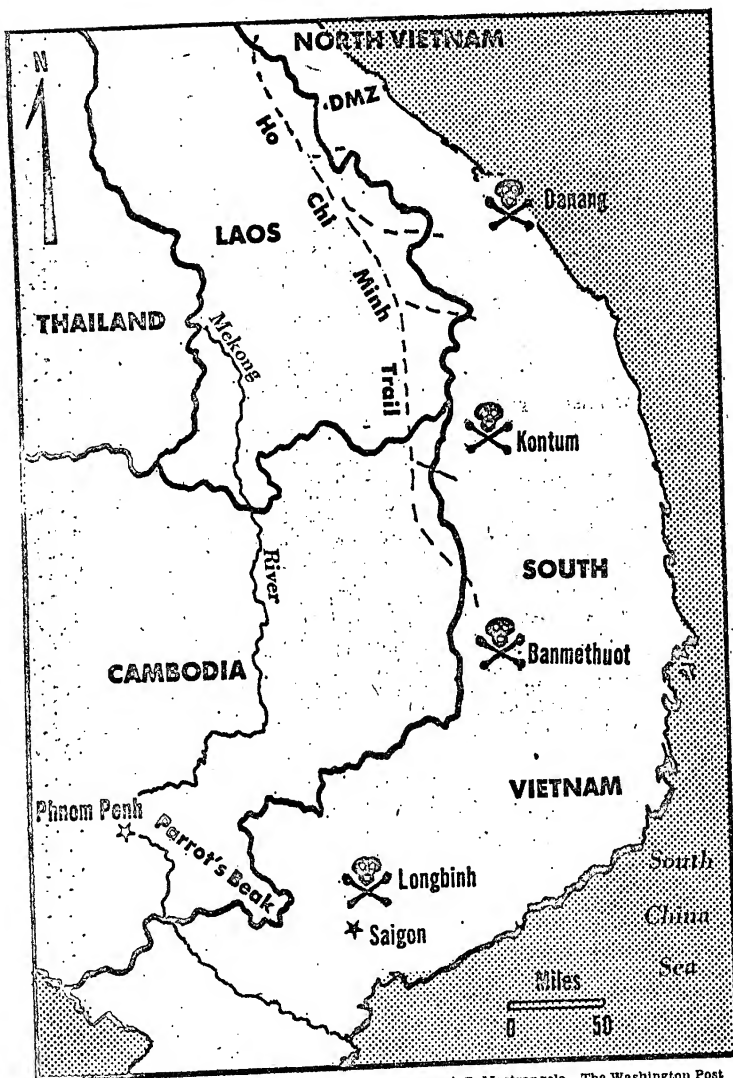 NORTH VIETNAM
N
DMZ
Ho
Chi
Minh
Trail
Danang
LAOS
THAILAND
Mekong
Kontum
River
SOUTH
Banmethuot
CAMBODIA
VIETNAM
Phnom Penh
Parrot's Beak
Longbinh
Saigon
South
China
Sea
Miles
0 50
The Washington Post